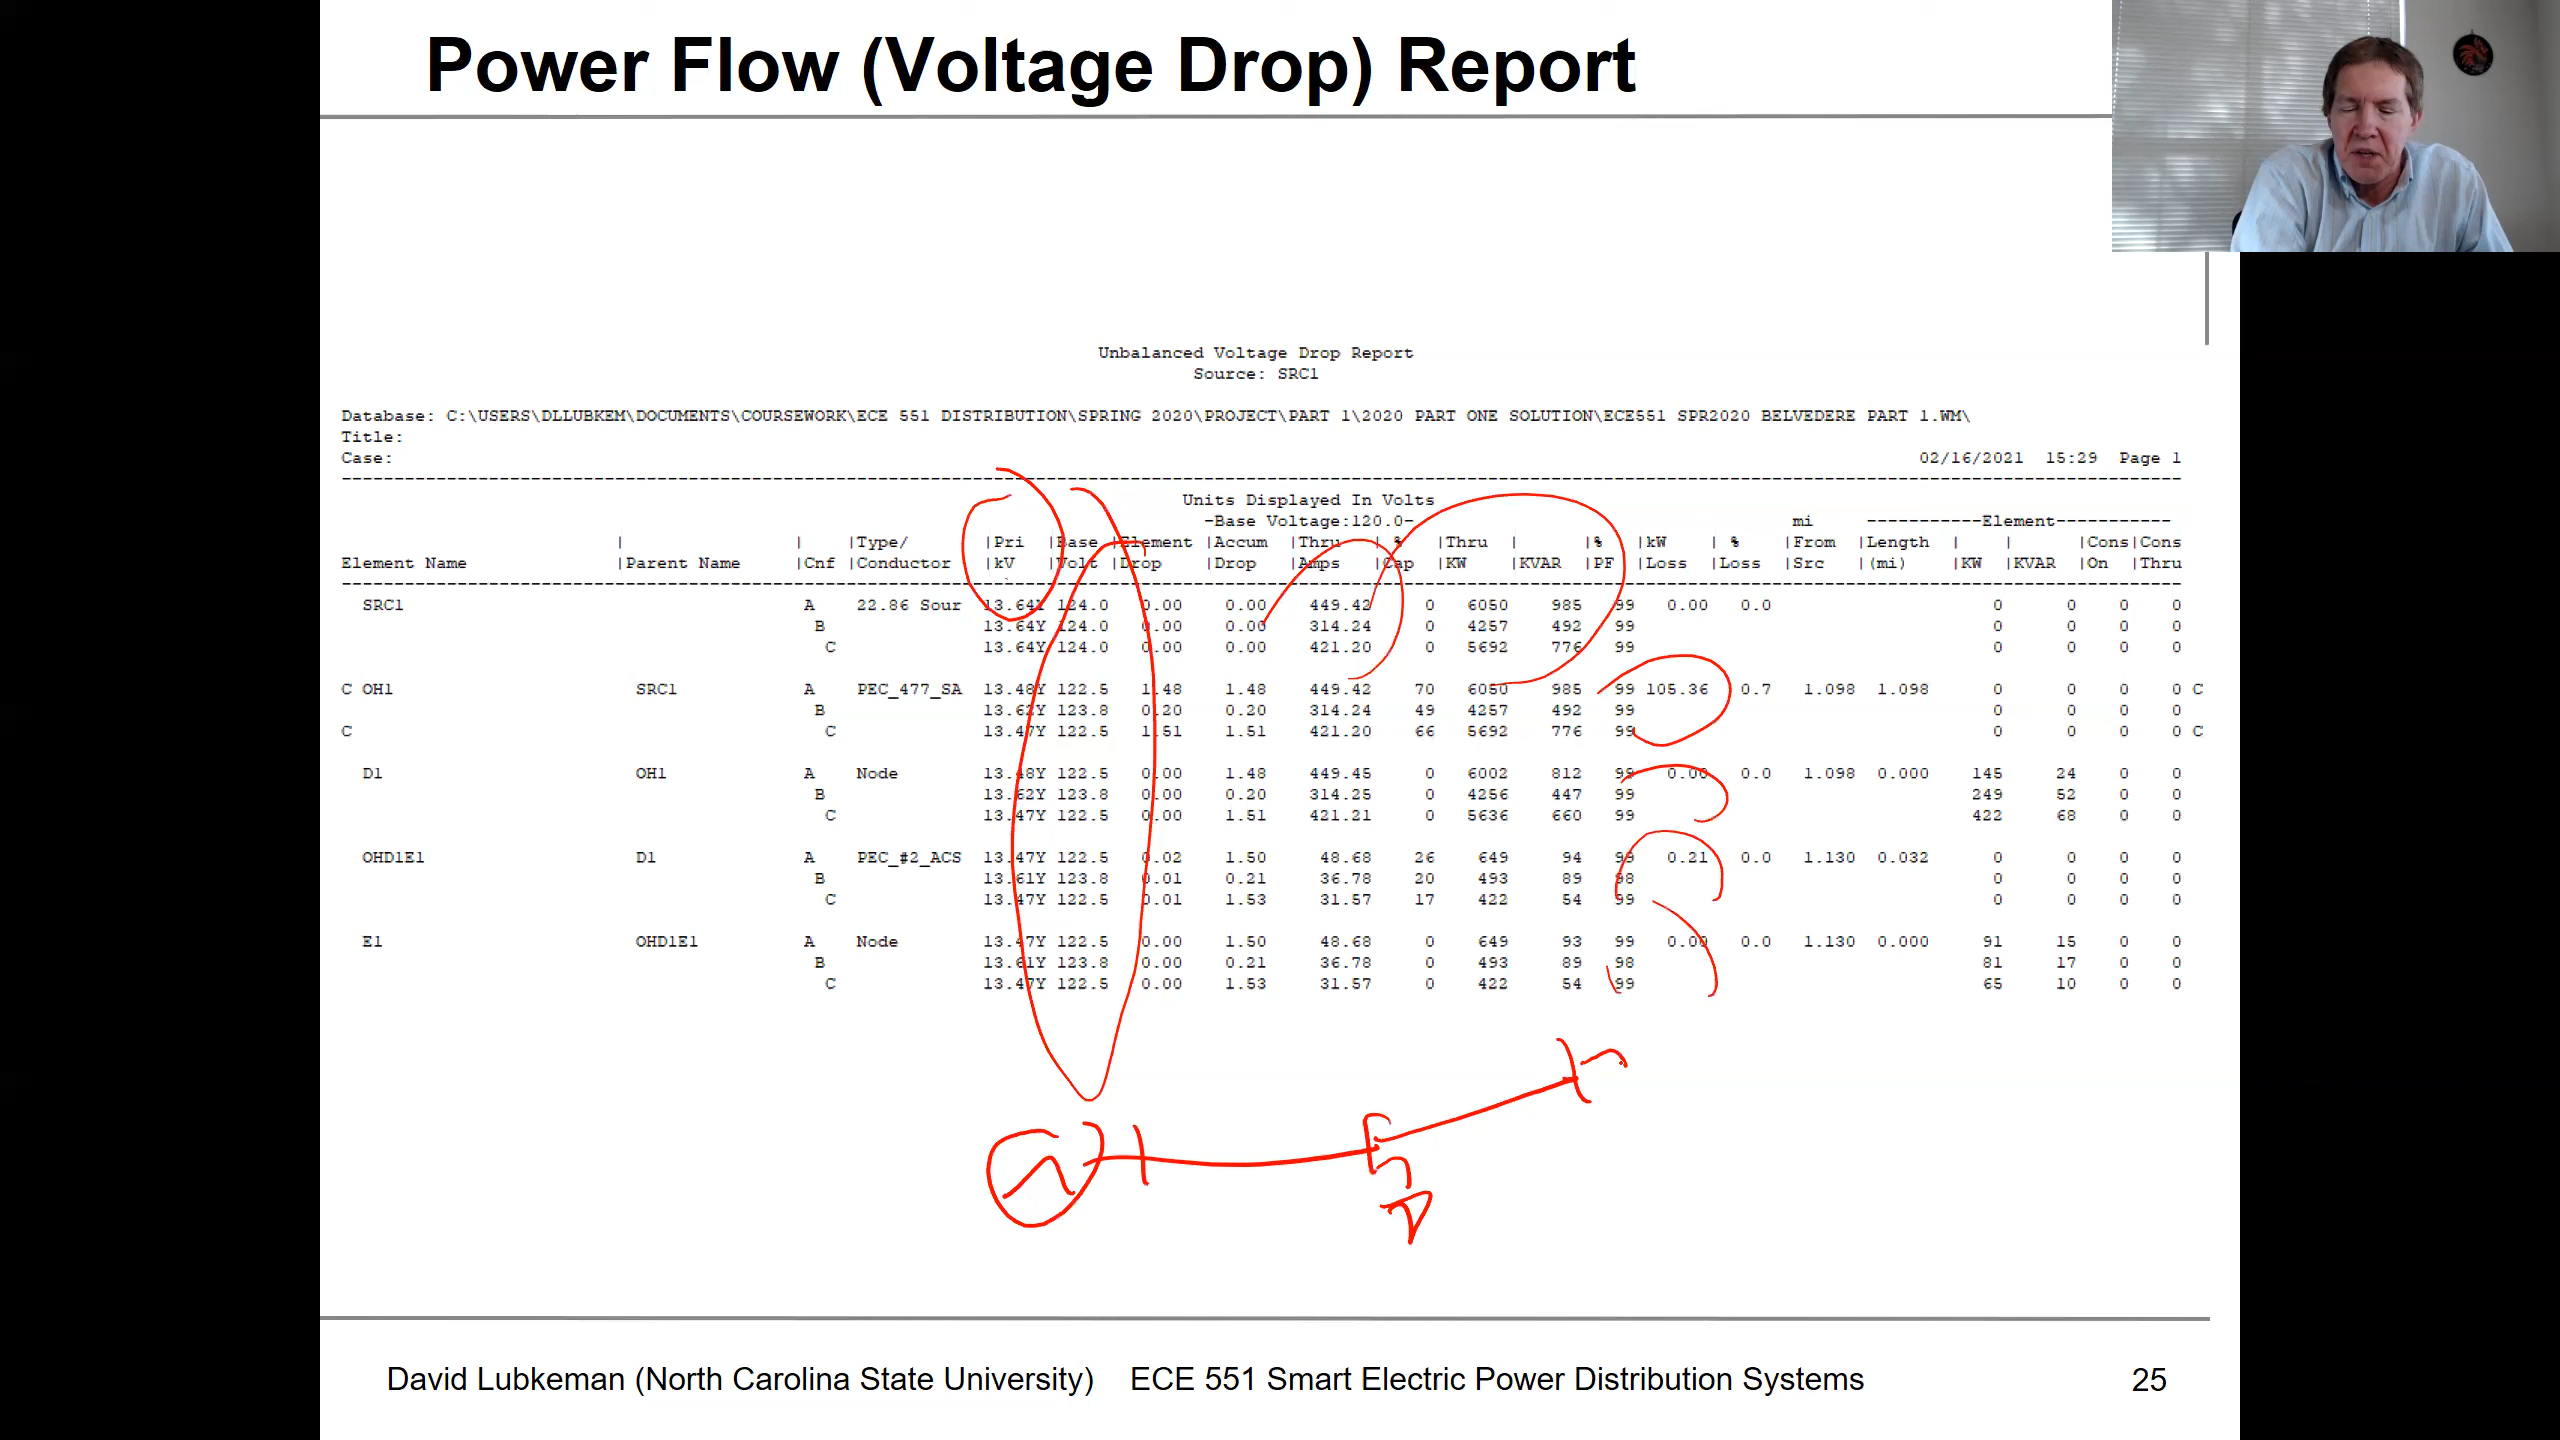 Power Flow (Voltage Drop) Report
Unbalanced Voltage Drop Report
Source: SRC1
Database: C:\USERS\DLLUBKEM\DOCUMENTS\COURSEWORK\ECE 551 DISTRIBUTION\SPRING 2020\PROJECT\PART 1\2020 PART ONE SOLUTION\ECE551 SPR2020 BELVEDERE PART 1.WM\
Title:
Case:
02/16/2021 15:29 Page 1
Units Displayed In Volts
-Base Voltage:120.0-
mi -----------Element-----------
| | |Type/ |Pri |Base |Element |Accum |Thru | % |Thru | |% |kW | % |From |Length | | |Cons|Cons
Element Name |Parent Name |Cnf |Conductor |kV |Volt |Drop |Drop |Amps |Cap |KW |KVAR |PF |Loss |Loss |Src |(mi) |KW |KVAR |On |Thru
SRC1 A 22.86 Sour 13.64Y 124.0 0.00 0.00 449.42 0 6050 985 99 0.00 0.0 0 0 0 0
B 13.64Y 124.0 0.00 0.00 314.24 0 4257 492 99 0 0 0 0
C 13.64Y 124.0 0.00 0.00 421.20 0 5692 776 99 0 0 0 0
C OH1 SRC1 A PEC_477_SA 13.48Y 122.5 1.48 1.48 449.42 70 6050 985 99 105.36 0.7 1.098 1.098 0 0 0 0 C
B 13.62Y 123.8 0.20 0.20 314.24 49 4257 492 99 0 0 0 0
C C 13.47Y 122.5 1.51 1.51 421.20 66 5692 776 99 0 0 0 0 C
D1 OH1 A Node 13.48Y 122.5 0.00 1.48 449.45 0 6002 812 99 0.00 0.0 1.098 0.000 145 24 0 0
B 13.62Y 123.8 0.00 0.20 314.25 0 4256 447 99 249 52 0 0
C 13.47Y 122.5 0.00 1.51 421.21 0 5636 660 99 422 68 0 0
OHD1E1 D1 A PEC_#2_ACS 13.47Y 122.5 0.02 1.50 48.68 26 649 94 99 0.21 0.0 1.130 0.032 0 0 0 0
B 13.61Y 123.8 0.01 0.21 36.78 20 493 89 98 0 0 0 0
C 13.47Y 122.5 0.01 1.53 31.57 17 422 54 99 0 0 0 0
E1 OHD1E1 A Node 13.47Y 122.5 0.00 1.50 48.68 0 649 93 99 0.00 0.0 1.130 0.000 91 15 0 0
B 13.61Y 123.8 0.00 0.21 36.78 0 493 89 98 81 17 0 0
C 13.47Y 122.5 0.00 1.53 31.57 0 422 54 99 65 10 0 0
David Lubkeman (North Carolina State University) ECE 551 Smart Electric Power Distribution Systems 25